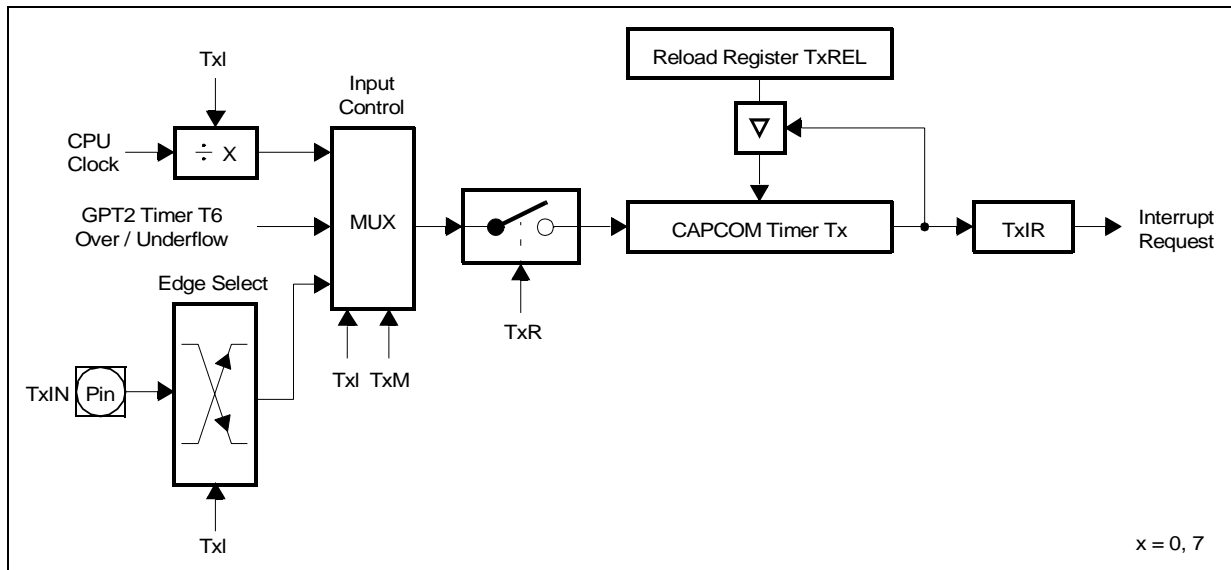 TxI
Reload Register TxREL
Input
Control
CPU
Clock
÷ X
GPT2 Timer T6
Over / Underflow
MUX
CAPCOM Timer Tx
TxIR
Interrupt
Request
Edge Select
TxR
TxI TxM
TxIN
Pin
TxI
x = 0, 7